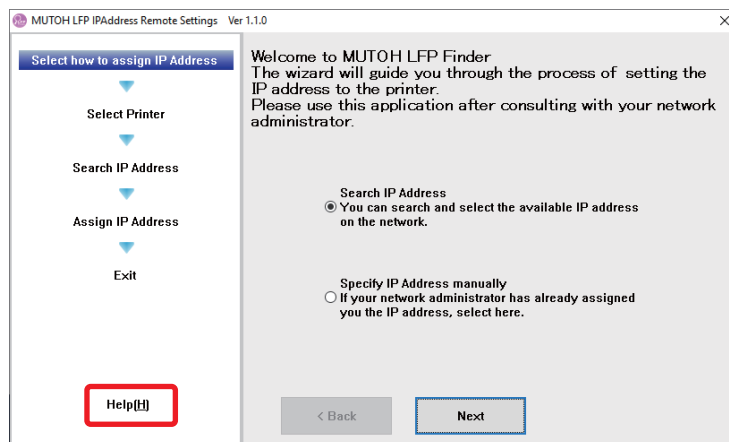 MUTOH LFP IPAddress Remote Settings Ver 1.1.0
Select how to assign IP Address
Select Printer
Search IP Address
Assign IP Address
Exit
Help(H)
Welcome to MUTOH LFP Finder
The wizard will guide you through the process of setting the
IP address to the printer.
Please use this application after consulting with your network
administrator.
Search IP Address
You can search and select the available IP address
on the network.
Specify IP Address manually
If your network administrator has already assigned
you the IP address, select here.
< Back
Next